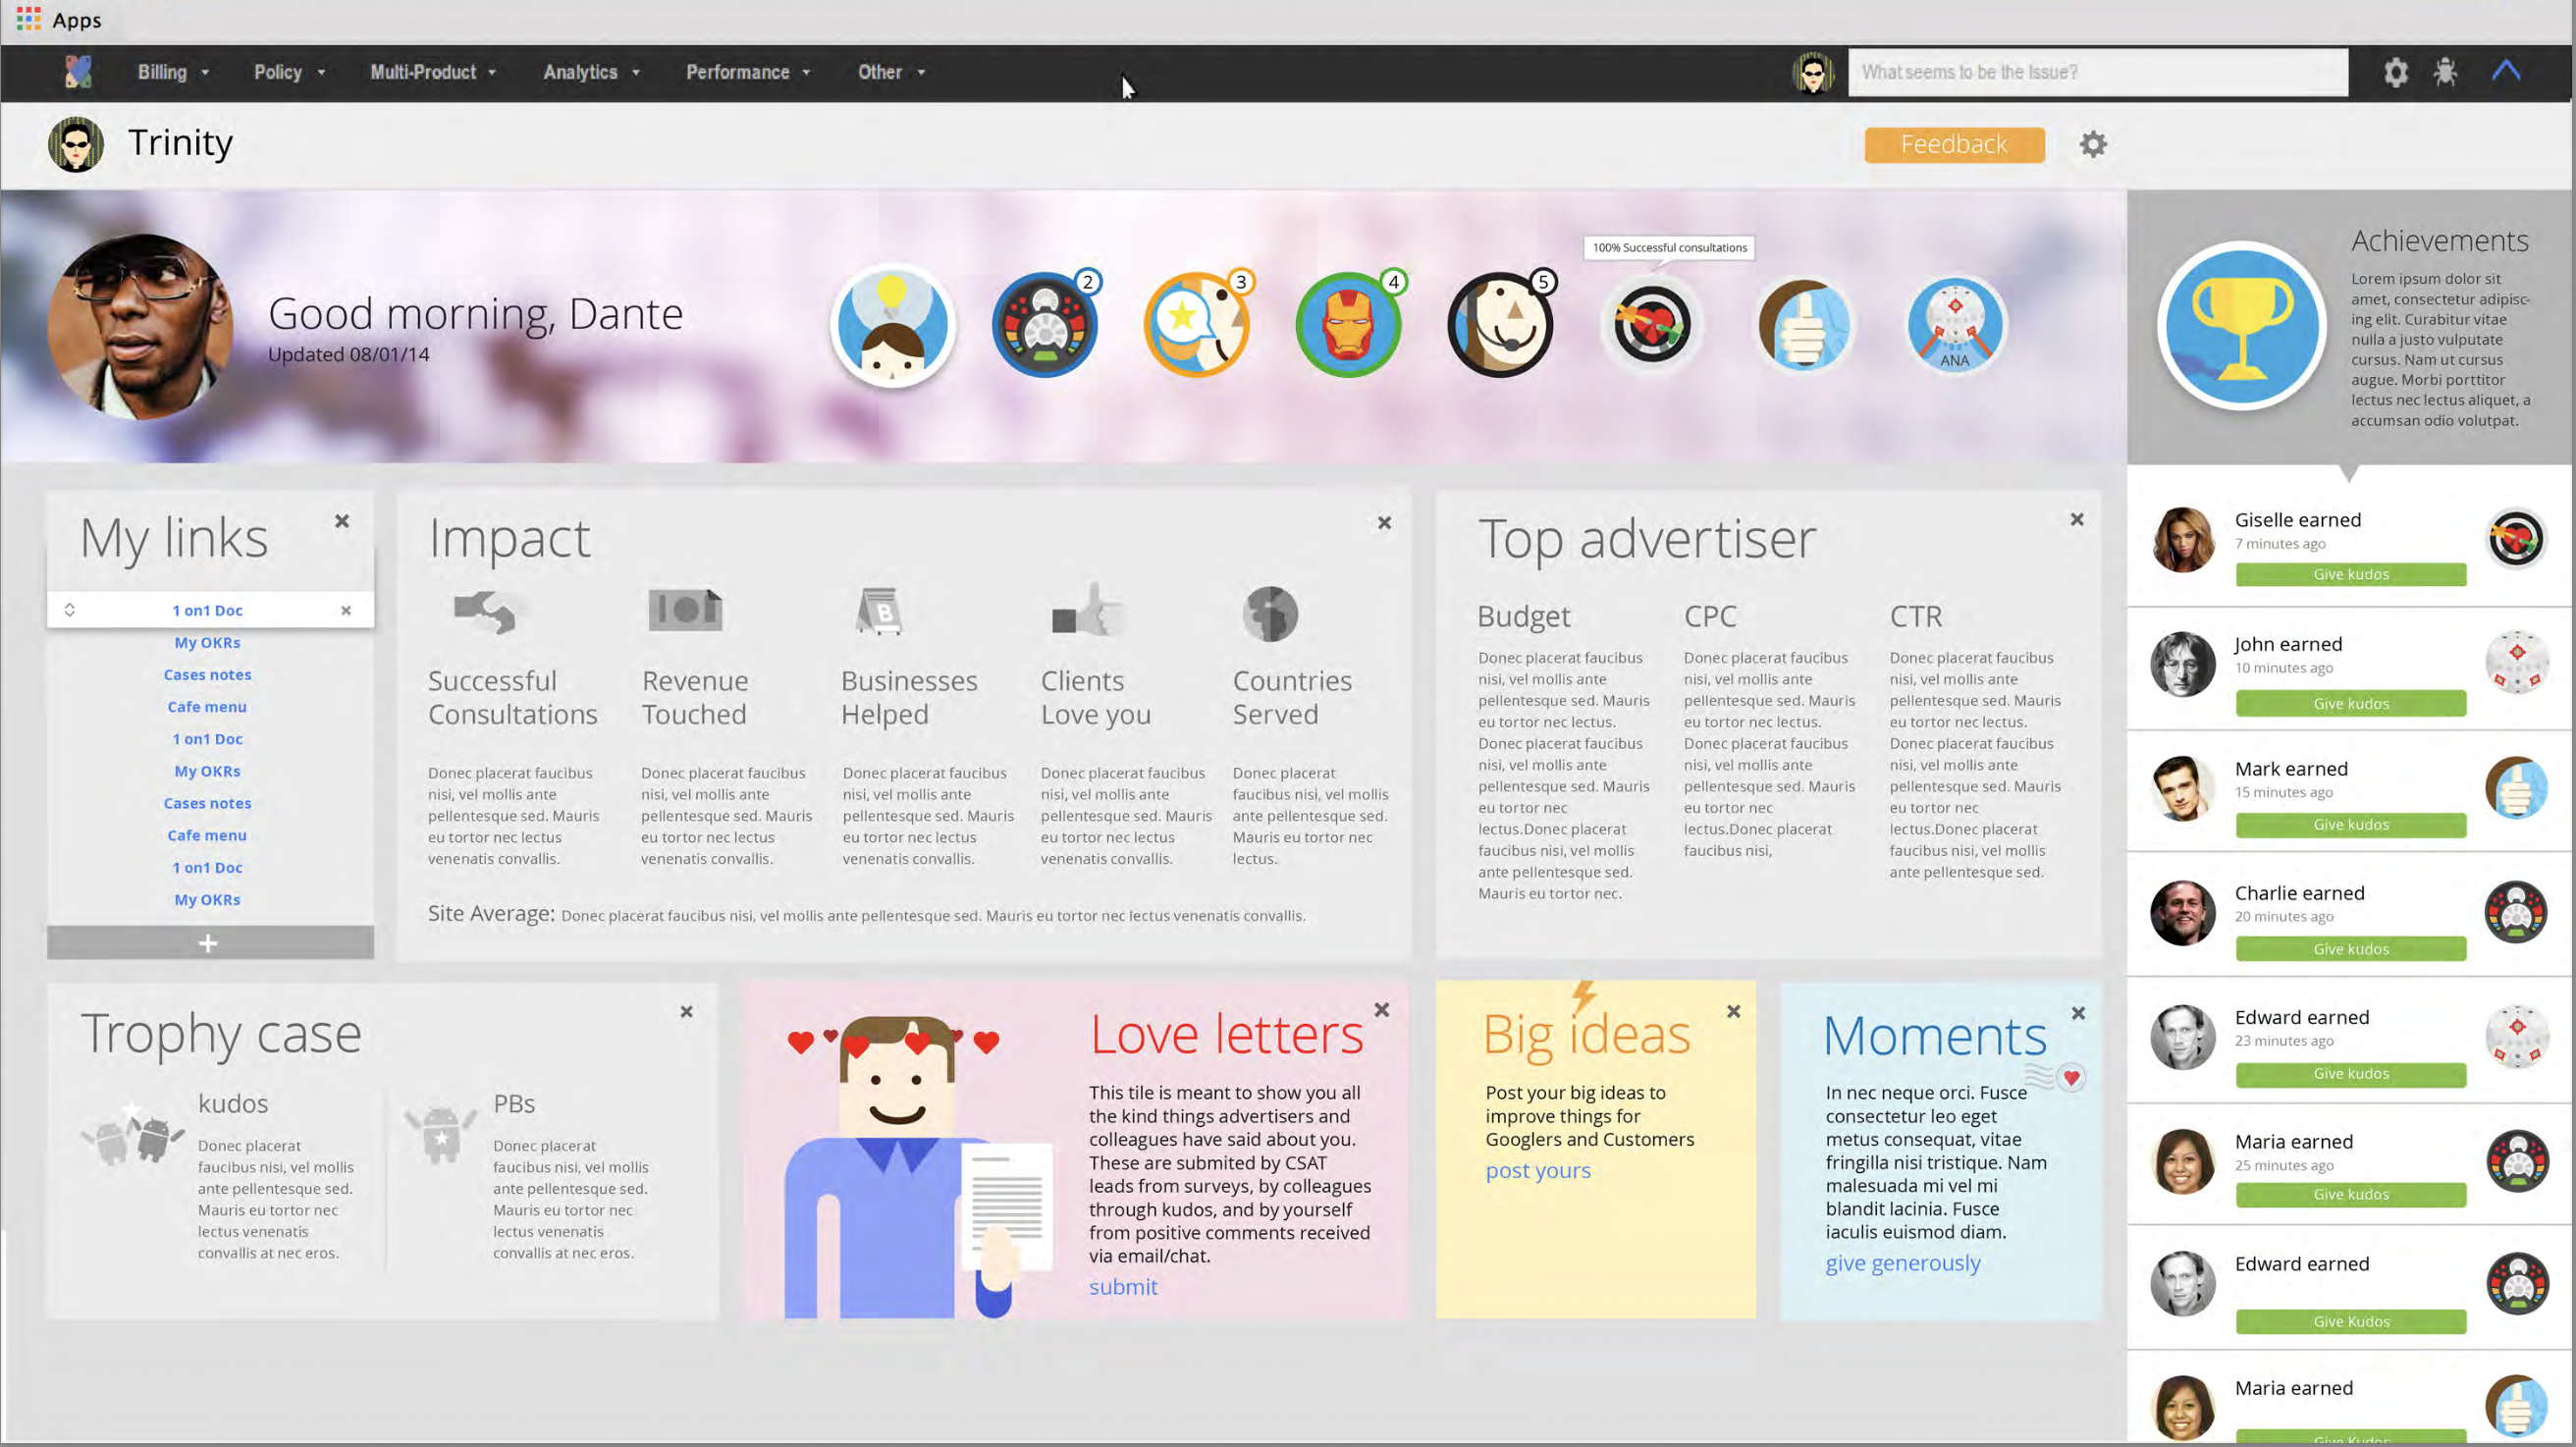 Apps
Billing
Policy
Multi-Product
Analytics
Performance
Other
What seems to be the Issue?
Trinity
Feedback
Good morning, Dante
Updated 08/01/14
2
3
4
5
100% Successful consultations
ANA
Achievements
Lorem ipsum dolor sit
amet, consectetur adipisc-
ing elit. Curabitur vitae
nulla a justo vulputate
cursus. Nam ut cursus
augue. Morbi porttitor
lectus nec lectus aliquet, a
accumsan odio volutpat.
My links
1 on1 Doc
My OKRs
Cases notes
Cafe menu
1 on1 Doc
My OKRs
Cases notes
Cafe menu
1 on1 Doc
My OKRs
+
Impact
B
Successful
Consultations
Donec placerat faucibus
nisi, vel mollis ante
pellentesque sed. Mauris
eu tortor nec lectus
venenatis convallis.
Revenue
Touched
Donec placerat faucibus
nisi, vel mollis ante
pellentesque sed. Mauris
eu tortor nec lectus
venenatis convallis.
Businesses
Helped
Donec placerat faucibus
nisi, vel mollis ante
pellentesque sed. Mauris
eu tortor nec lectus
venenatis convallis.
Clients
Love you
Donec placerat faucibus
nisi, vel mollis ante
pellentesque sed. Mauris
eu tortor nec lectus
venenatis convallis.
Countries
Served
Donec placerat
faucibus nisi, vel mollis
ante pellentesque sed.
Mauris eu tortor nec
lectus.
Site Average: Donec placerat faucibus nisi, vel mollis ante pellentesque sed. Mauris eu tortor nec lectus venenatis convallis.
Top advertiser
Budget
Donec placerat faucibus
nisi, vel mollis ante
pellentesque sed. Mauris
eu tortor nec lectus.
Donec placerat faucibus
nisi, vel mollis ante
pellentesque sed. Mauris
eu tortor nec
lectus.Donec placerat
faucibus nisi, vel mollis
ante pellentesque sed.
Mauris eu tortor nec.
CPC
Donec placerat faucibus
nisi, vel mollis ante
pellentesque sed. Mauris
eu tortor nec lectus.
Donec placerat faucibus
nisi, vel mollis ante
pellentesque sed. Mauris
eu tortor nec
lectus.Donec placerat
faucibus nisi,
CTR
Donec placerat faucibus
nisi, vel mollis ante
pellentesque sed. Mauris
eu tortor nec lectus.
Donec placerat faucibus
nisi, vel mollis ante
pellentesque sed. Mauris
eu tortor nec
lectus.Donec placerat
faucibus nisi, vel mollis
ante pellentesque sed.
Trophy case
kudos
Donec placerat
faucibus nisi, vel mollis
ante pellentesque sed.
Mauris eu tortor nec
lectus venenatis
convallis at nec eros.
PBs
Donec placerat
faucibus nisi, vel mollis
ante pellentesque sed.
Mauris eu tortor nec
lectus venenatis
convallis at nec eros.
Love letters
This tile is meant to show you all
the kind things advertisers and
colleagues have said about you.
These are submited by CSAT
leads from surveys, by colleagues
through kudos, and by yourself
from positive comments received
via email/chat.
submit
Big ideas
Post your big ideas to
improve things for
Googlers and Customers
post yours
Moments
In nec neque orci. Fusce
consectetur leo eget
metus consequat, vitae
fringilla nisi tristique. Nam
malesuada mi vel mi
blandit lacinia. Fusce
iaculis euismod diam.
give generously
Giselle earned
7 minutes ago
Give kudos
John earned
10 minutes ago
Give kudos
Mark earned
15 minutes ago
Give kudos
Charlie earned
20 minutes ago
Give kudos
Edward earned
23 minutes ago
Give kudos
Maria earned
25 minutes ago
Give kudos
Edward earned
Give Kudos
Maria earned
Give Kudos